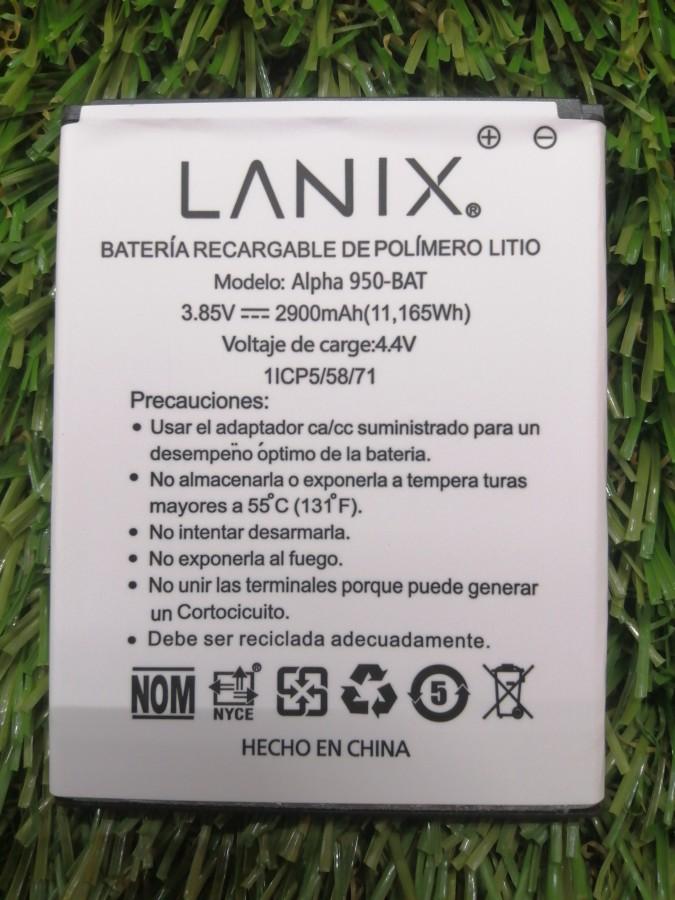 LANIX®
BATERÍA RECARGABLE DE POLÍMERO LITIO
Modelo: Alpha 950-BAT
3.85V 2900mAh(11,165Wh)
Voltaje de carge:4.4V
1ICP5/58/71
Precauciones:
• Usar el adaptador ca/cc suministrado para un
desempeño óptimo de la bateria.
• No almacenarla o exponerla a tempera turas
mayores a 55°C (131°F).
• No intentar desarmarla.
• No exponerla al fuego.
• No unir las terminales porque puede generar
un Cortocicuito.
• Debe ser reciclada adecuadamente.
NOM
NYCE®
5
HECHO EN CHINA